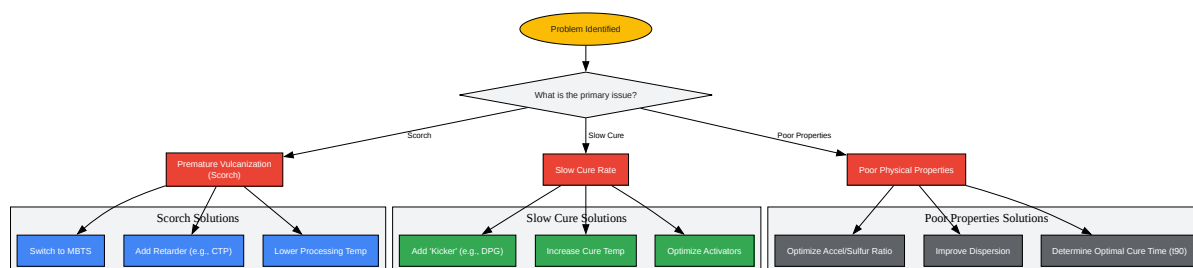 Problem Identified
What is the primary issue?
Scorch
Slow Cure
Poor Properties
Premature Vulcanization
(Scorch)
Slow Cure Rate
Poor Physical Properties
Scorch Solutions
Slow Cure Solutions
Poor Properties Solutions
Switch to MBTS
Add Retarder (e.g., CTP)
Lower Processing Temp
Add 'Kicker' (e.g., DPG)
Increase Cure Temp
Optimize Activators
Optimize Accel/Sulfur Ratio
Improve Dispersion
Determine Optimal Cure Time (t90)